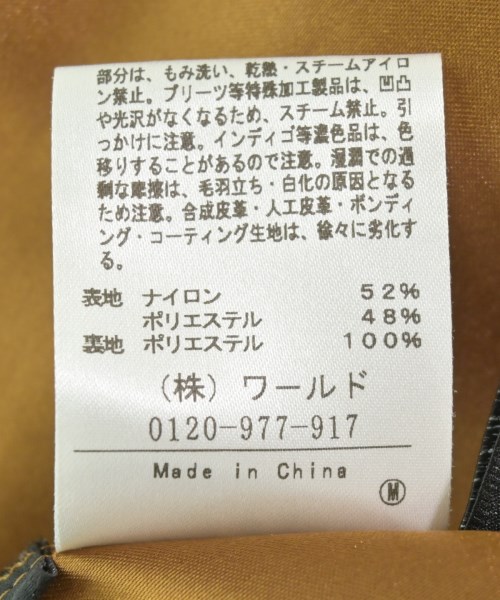 部分は、もみ洗い、乾熱・スチームアイロ
ン禁止。プリーツ等特殊加工製品は、凹凸
や光沢がなくなるため、スチーム禁止。引
っかけに注意。インディゴ等濃色品は、色
移りすることがあるので注意。湿潤での過
剰な摩擦は、毛羽立ち・白化の原因となる
ため注意。合成皮革・人工皮革・ボンディ
ング・コーティング生地は、徐々に劣化す
る。
表地 ナイロン 52%
ポリエステル 48%
裏地 ポリエステル 100%
(株) ワールド
0120-977-917
Made in China
M